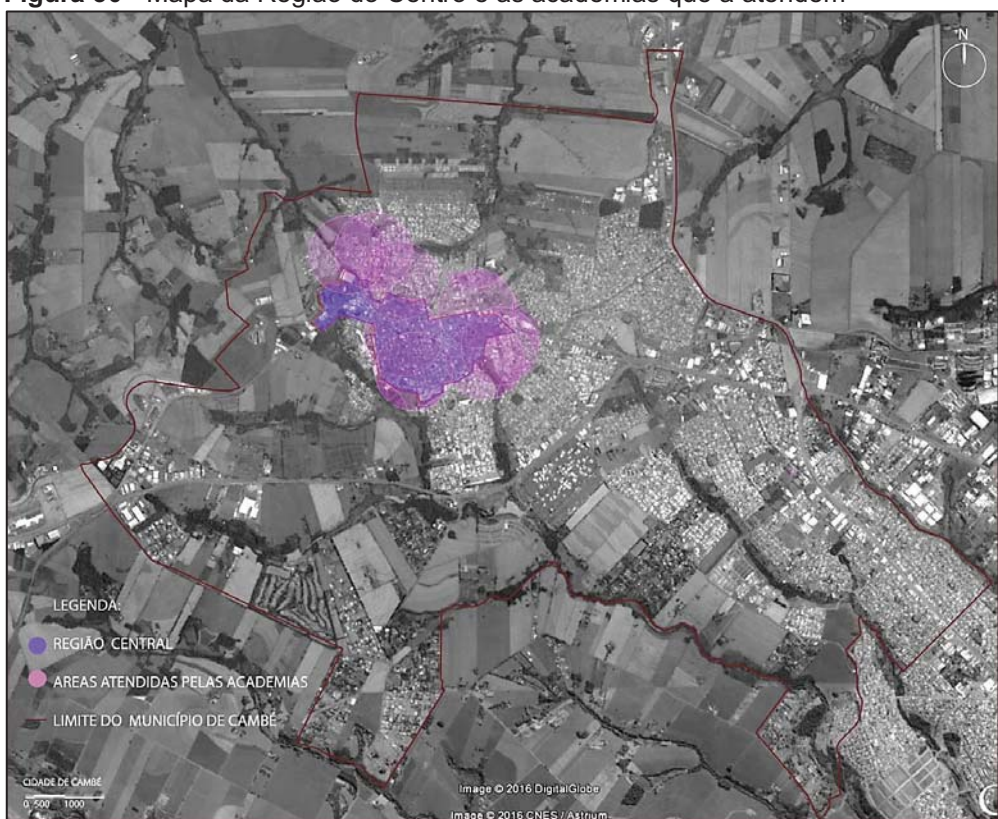 Mapa da Região do Centro e as academias que a atendem
N
LEGENDA:
REGIÃO CENTRAL
AREAS ATENDIDAS PELAS ACADEMIAS
LIMITE DO MUNICÍPIO DE CAMBÉ
CIDADE DE CAMBÉ
0 500 1000
Image © 2016 DigitalGlobe
Image © 2016 CNES / Astrium